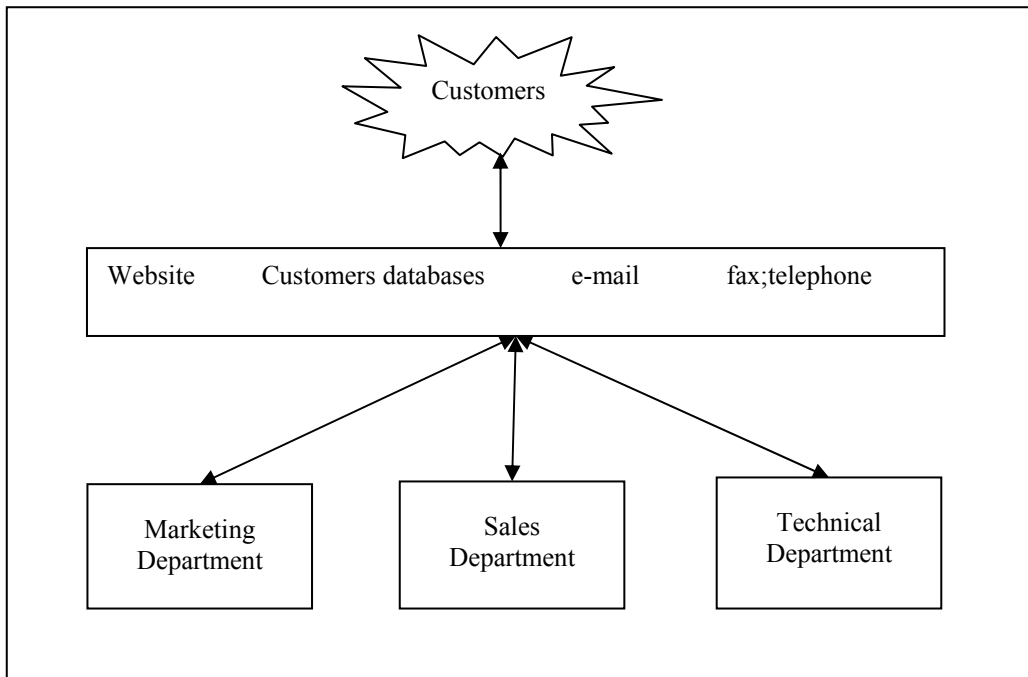 Customers
Website Customers databases e-mail fax;telephone
Marketing
Department
Sales
Department
Technical
Department